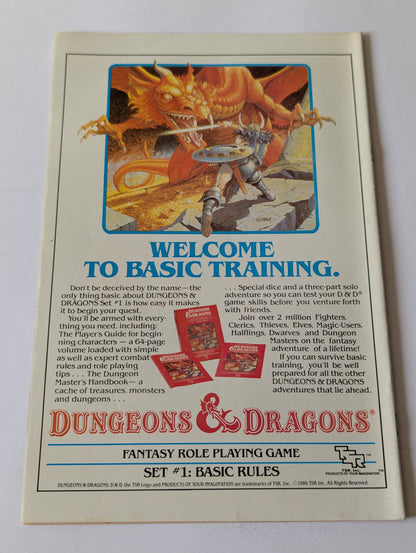 WELCOME
TO BASIC TRAINING.
Don't be deceived by the name — the
only thing basic about DUNGEONS &
DRAGONS Set #1 is how easy it makes
it to begin your quest.
You'll be armed with every-
thing you need, including:
The Player's Guide for begin-
ning characters — a 64-page
volume loaded with simple
as well as expert combat
rules and role playing
tips . . . The Dungeon
Master's Handbook — a
cache of treasures, monsters
and dungeons . . .
. . . Special dice and a three-part solo
adventure so you can test your D & D®
game skills before you venture forth
with friends.
Join over 2 million Fighters,
Clerics, Thieves, Elves, Magic-Users,
Halflings, Dwarves and Dungeon
Masters on the fantasy
adventure of a lifetime!
If you can survive basic
training, you'll be well
prepared for all the other
DUNGEONS & DRAGONS
adventures that lie ahead.
DUNGEONS & DRAGONS®
FANTASY ROLE PLAYING GAME
SET #1: BASIC RULES
TSR™
TSR, Inc.
PRODUCTS OF YOUR IMAGINATION™
DUNGEONS & DRAGONS, D & D, the TSR Logo and PRODUCTS OF YOUR IMAGINATION are trademarks of TSR, Inc. ©1986 TSR Inc. All Rights Reserved.